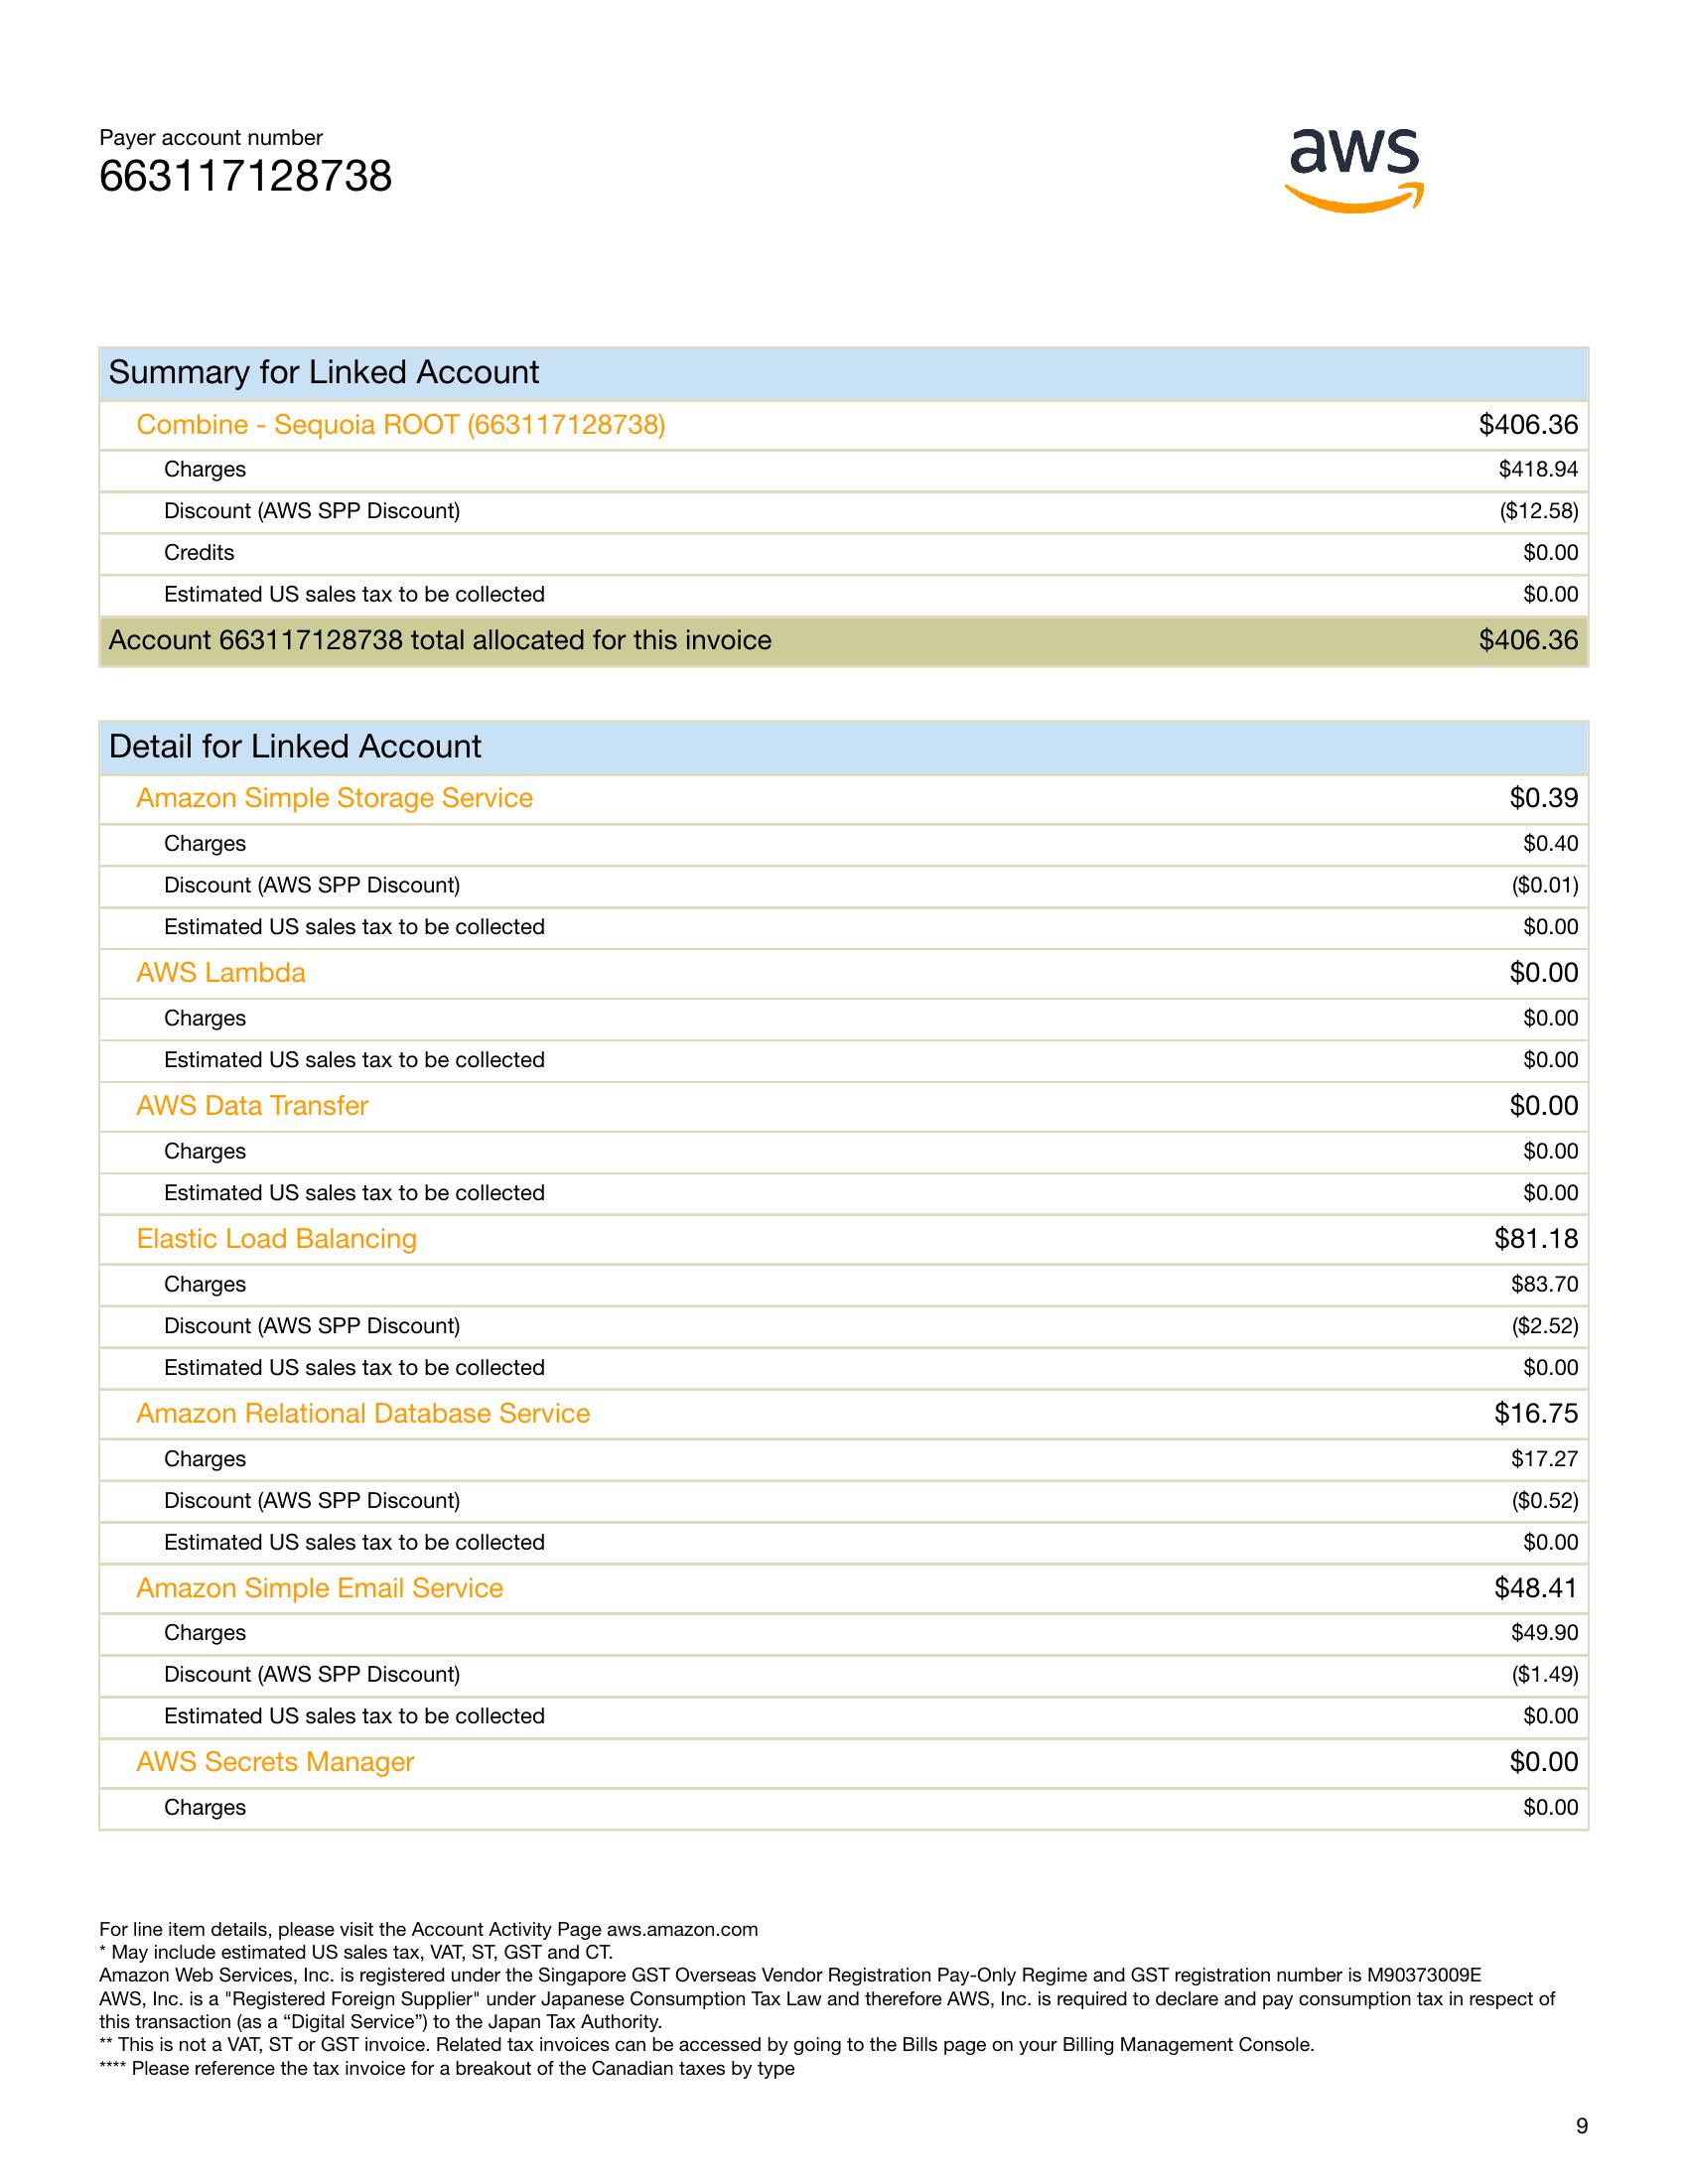 Payer account number
663117128738
aws
Summary for Linked Account
Combine - Sequoia ROOT (663117128738) $406.36
Charges $418.94
Discount (AWS SPP Discount) ($12.58)
Credits $0.00
Estimated US sales tax to be collected $0.00
Account 663117128738 total allocated for this invoice $406.36
Detail for Linked Account
Amazon Simple Storage Service $0.39
Charges $0.40
Discount (AWS SPP Discount) ($0.01)
Estimated US sales tax to be collected $0.00
AWS Lambda $0.00
Charges $0.00
Estimated US sales tax to be collected $0.00
AWS Data Transfer $0.00
Charges $0.00
Estimated US sales tax to be collected $0.00
Elastic Load Balancing $81.18
Charges $83.70
Discount (AWS SPP Discount) ($2.52)
Estimated US sales tax to be collected $0.00
Amazon Relational Database Service $16.75
Charges $17.27
Discount (AWS SPP Discount) ($0.52)
Estimated US sales tax to be collected $0.00
Amazon Simple Email Service $48.41
Charges $49.90
Discount (AWS SPP Discount) ($1.49)
Estimated US sales tax to be collected $0.00
AWS Secrets Manager $0.00
Charges $0.00
For line item details, please visit the Account Activity Page aws.amazon.com
* May include estimated US sales tax, VAT, ST, GST and CT.
Amazon Web Services, Inc. is registered under the Singapore GST Overseas Vendor Registration Pay-Only Regime and GST registration number is M90373009E
AWS, Inc. is a "Registered Foreign Supplier" under Japanese Consumption Tax Law and therefore AWS, Inc. is required to declare and pay consumption tax in respect of
this transaction (as a “Digital Service”) to the Japan Tax Authority.
** This is not a VAT, ST or GST invoice. Related tax invoices can be accessed by going to the Bills page on your Billing Management Console.
**** Please reference the tax invoice for a breakout of the Canadian taxes by type
9